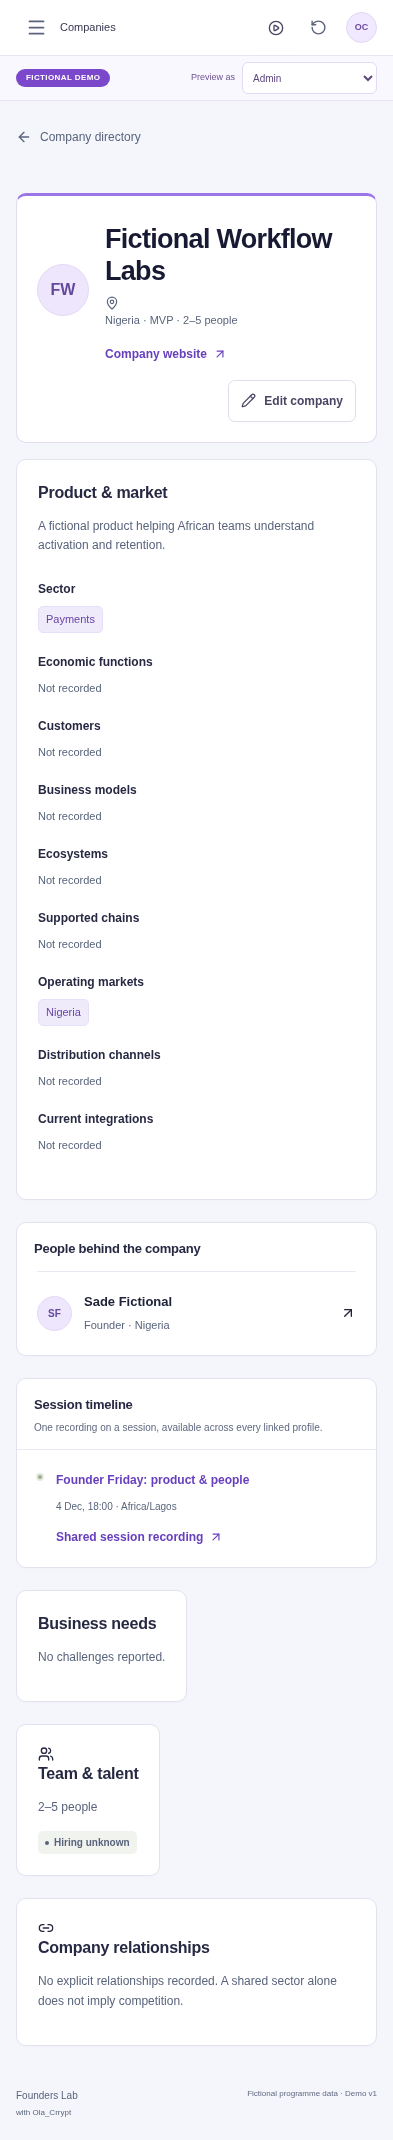 Companies
OC
FICTIONAL DEMO
Preview as
Admin
Company directory
FW
Fictional Workflow
Labs
Nigeria · MVP · 2–5 people
Company website
Edit company
Product & market
A fictional product helping African teams understand
activation and retention.
Sector
Payments
Economic functions
Not recorded
Customers
Not recorded
Business models
Not recorded
Ecosystems
Not recorded
Supported chains
Not recorded
Operating markets
Nigeria
Distribution channels
Not recorded
Current integrations
Not recorded
People behind the company
SF
Sade Fictional
Founder · Nigeria
Session timeline
One recording on a session, available across every linked profile.
Founder Friday: product & people
4 Dec, 18:00 · Africa/Lagos
Shared session recording
Business needs
No challenges reported.
Team & talent
2–5 people
Hiring unknown
Company relationships
No explicit relationships recorded. A shared sector alone
does not imply competition.
Founders Lab
with Ola_Crrypt
Fictional programme data · Demo v1